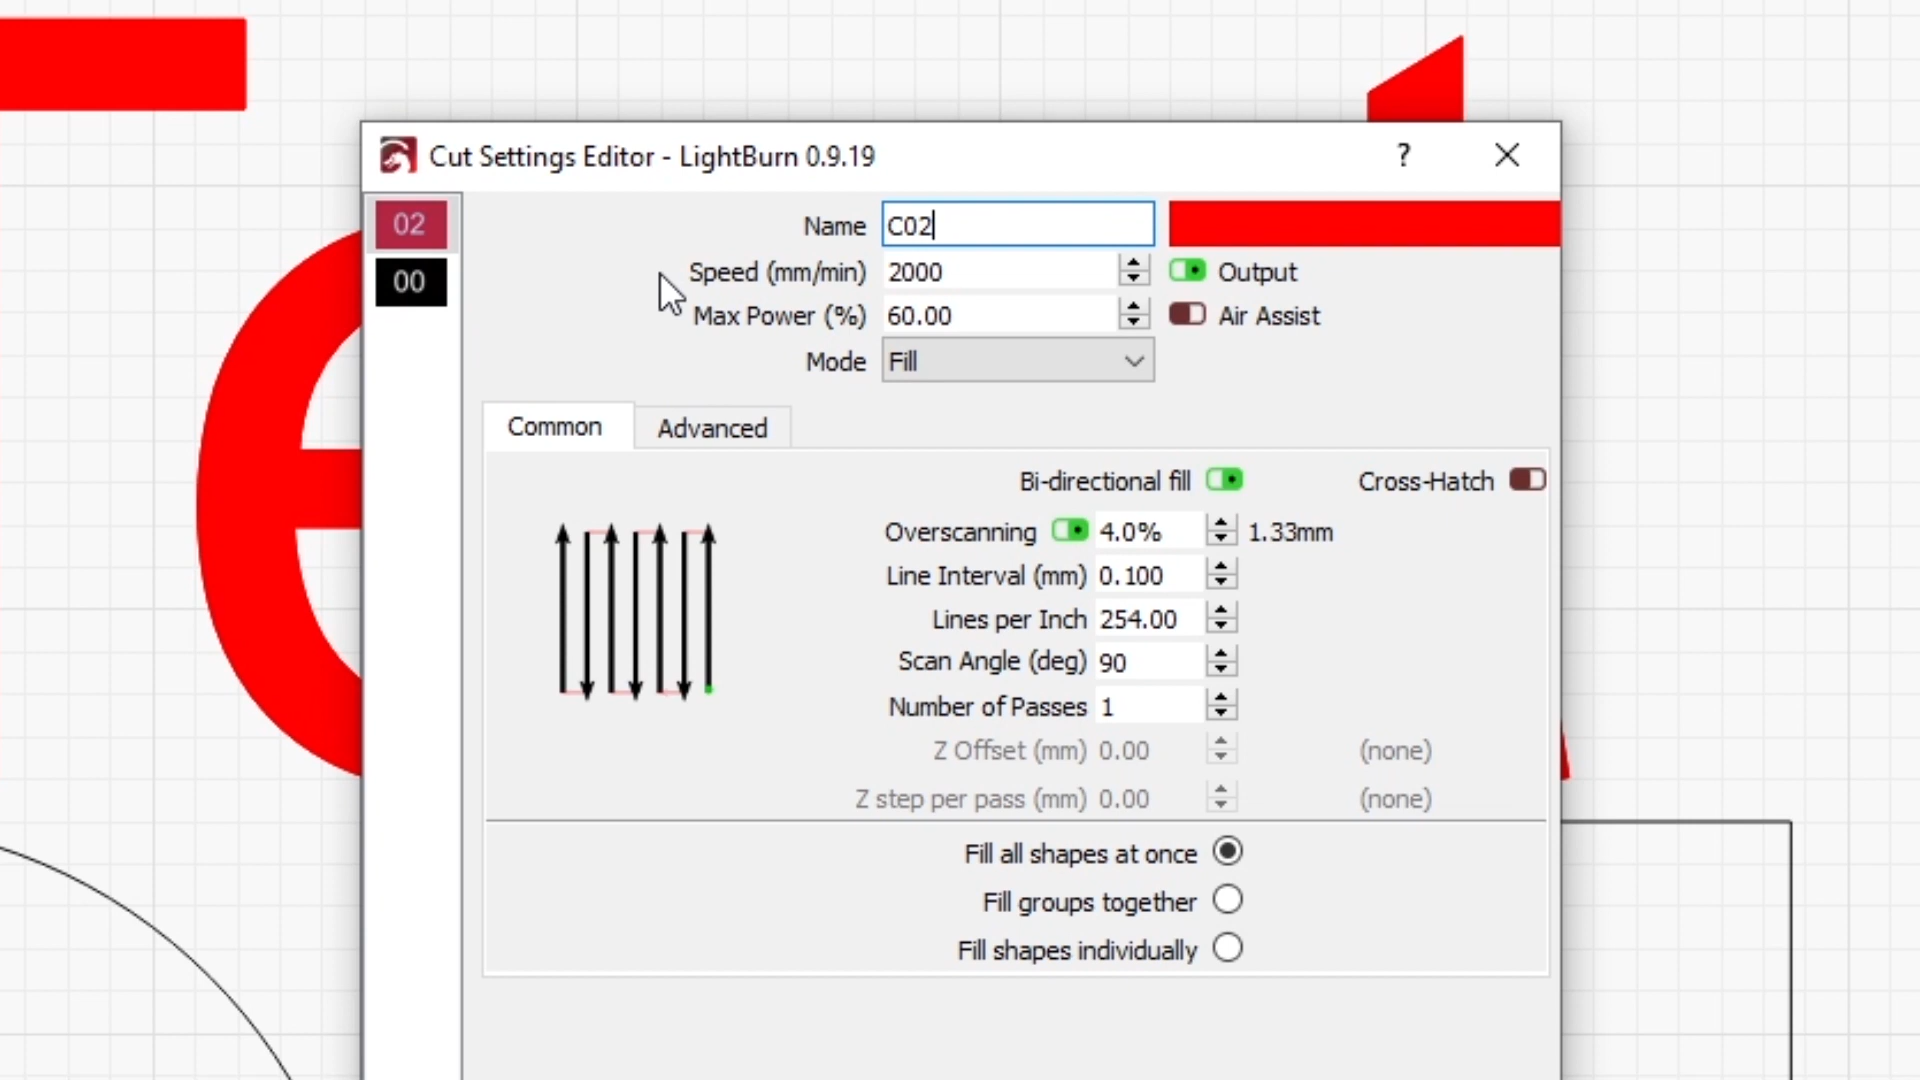 Cut Settings Editor - LightBurn 0.9.19 ?
02
00
Name C02
Speed (mm/min) 2000 Output
Max Power (%) 60.00 Air Assist
Mode Fill
Common Advanced
Bi-directional fill Cross-Hatch
Overscanning 4.0% 1.33mm
Line Interval (mm) 0.100
Lines per Inch 254.00
Scan Angle (deg) 90
Number of Passes 1
Z Offset (mm) 0.00 (none)
Z step per pass (mm) 0.00 (none)
Fill all shapes at once
Fill groups together
Fill shapes individually